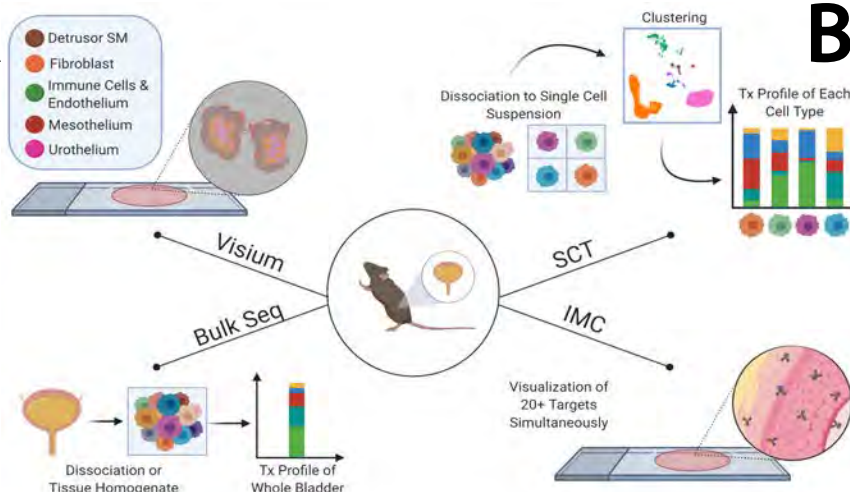 B
Detrusor SM
Fibroblast
Immune Cells &
Endothelium
Mesothelium
Urothelium
Clustering
Dissociation to Single Cell
Suspension
Tx Profile of Each
Cell Type
Visium
SCT
Bulk Seq
IMC
Dissociation or
Tissue Homogenate
Tx Profile of
Whole Bladder
Visualization of
20+ Targets
Simultaneously